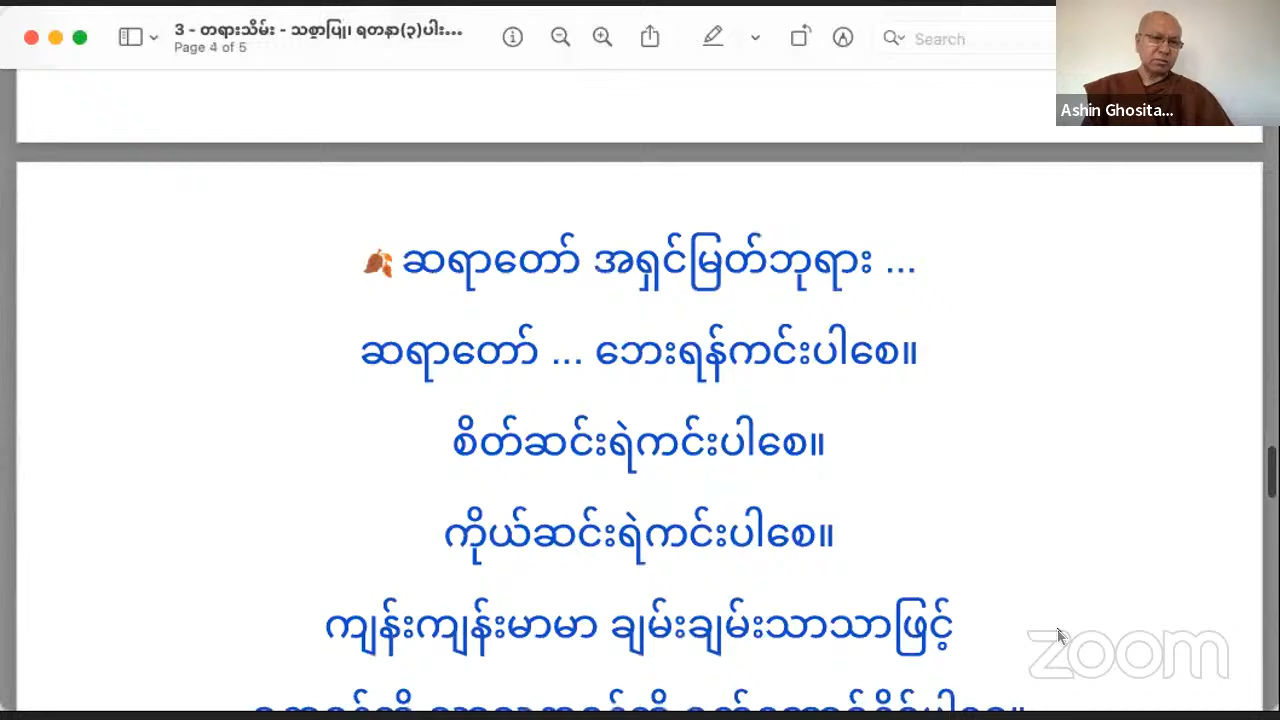 3 - တရားသိမ်း - သစ္စာပြု၊ ရတနာ(၃)ပါး...
Page 4 of 5
Search
Ashin Ghosita...
ဆရာတော် အရှင်မြတ်ဘုရား ...
ဆရာတော် ... ဘေးရန်ကင်းပါစေ။
စိတ်ဆင်းရဲကင်းပါစေ။
ကိုယ်ဆင်းရဲကင်းပါစေ။
ကျန်းကျန်းမာမာ ချမ်းချမ်းသာသာဖြင့်
zoom